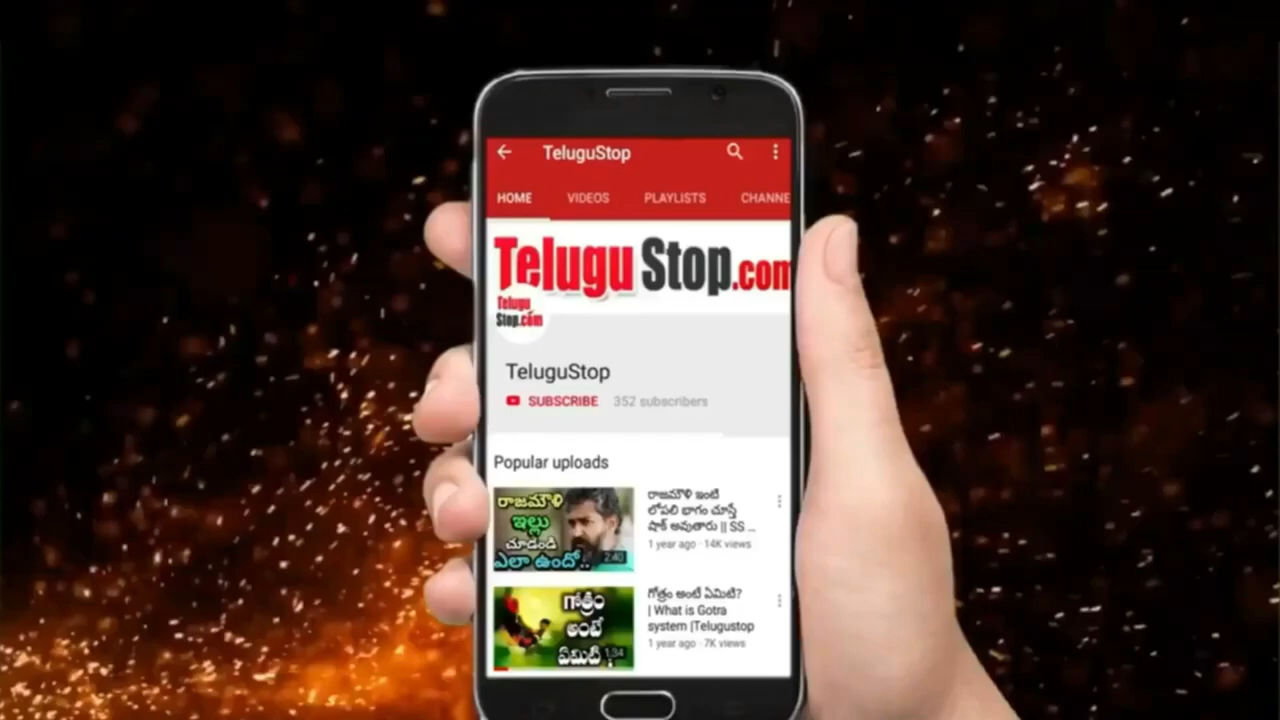 TeluguStop
HOME VIDEOS PLAYLISTS CHANNE
Telugu Stop.com
Telugu
Stop.com
TeluguStop
SUBSCRIBE 352 subscribers
Popular uploads
రాజమౌళి
ఇల్లు
చూడండి
ఎలా ఉందో..
2:40
రాజమౌళి ఇంటి
లోపలి భాగం చూస్తే
షాక్ అవుతారు || SS ...
1 year ago · 14K views
గోత్రం
అంటే
ఏమిటి ?
1:34
గోత్రం అంటే ఏమిటి?
| What is Gotra
system |Telugustop
1 year ago · 7K views